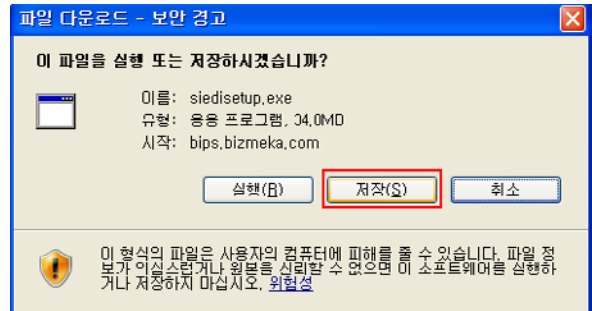 파일 다운로드 - 보안 경고
이 파일을 실행 또는 저장하시겠습니까?
이름: siedisetup.exe
유형: 응용 프로그램, 34.0MB
시작: bips.bizmeka.com
실행(R) 저장(S) 취소
이 형식의 파일은 사용자의 컴퓨터에 피해를 줄 수 있습니다. 파일 정
보가 의심스럽거나 원본을 신뢰할 수 없으면 이 소프트웨어를 실행하
거나 저장하지 마십시오. 위험성